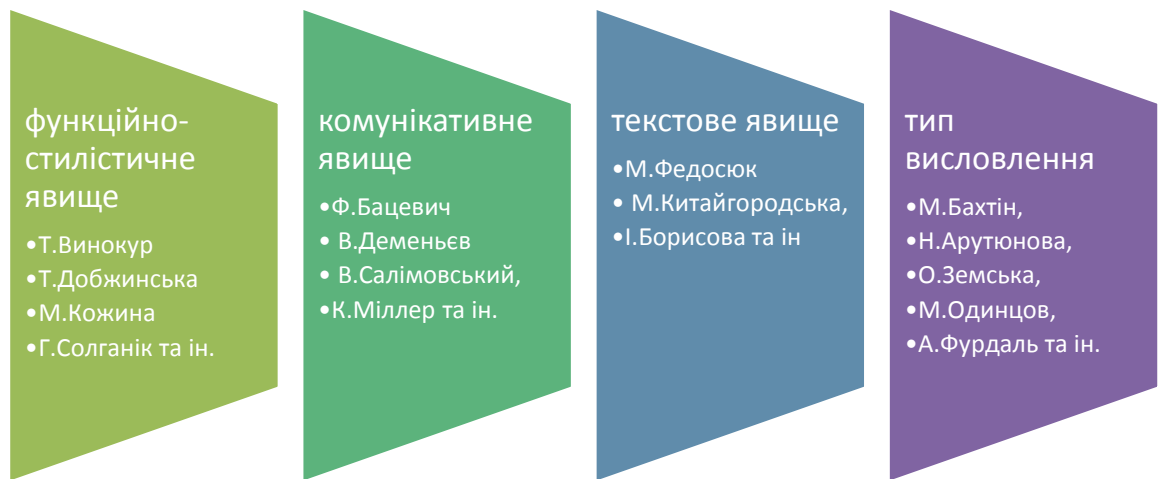 функційно-
стилістичне
явище
•Т.Винокур
•Т.Добжинська
•М.Кожина
•Г.Солганік та ін.
комунікативне
явище
•Ф.Бацевич
• В.Деменьєв
• В.Салімовський,
•К.Міллер та ін.
текстове явище
•М.Федосюк
• М.Китайгородська,
•І.Борисова та ін
тип
висловлення
•М.Бахтін,
•Н.Арутюнова,
•О.Земська,
•М.Одинцов,
•А.Фурдаль та ін.